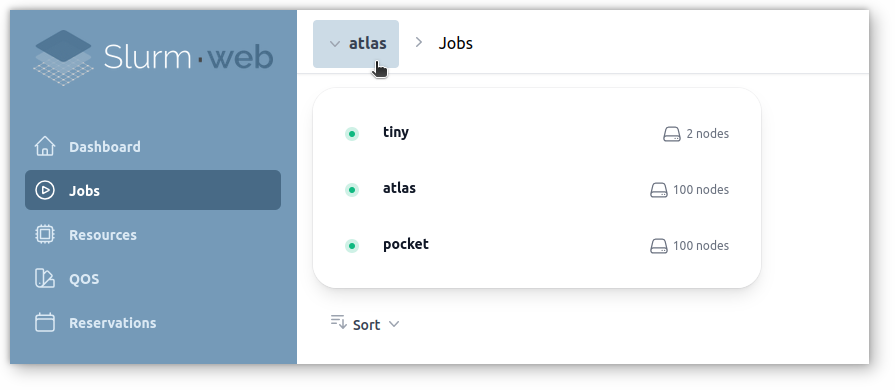 Slurm·web
atlas > Jobs
Dashboard
Jobs
Resources
QOS
Reservations
tiny 2 nodes
atlas 100 nodes
pocket 100 nodes
Sort